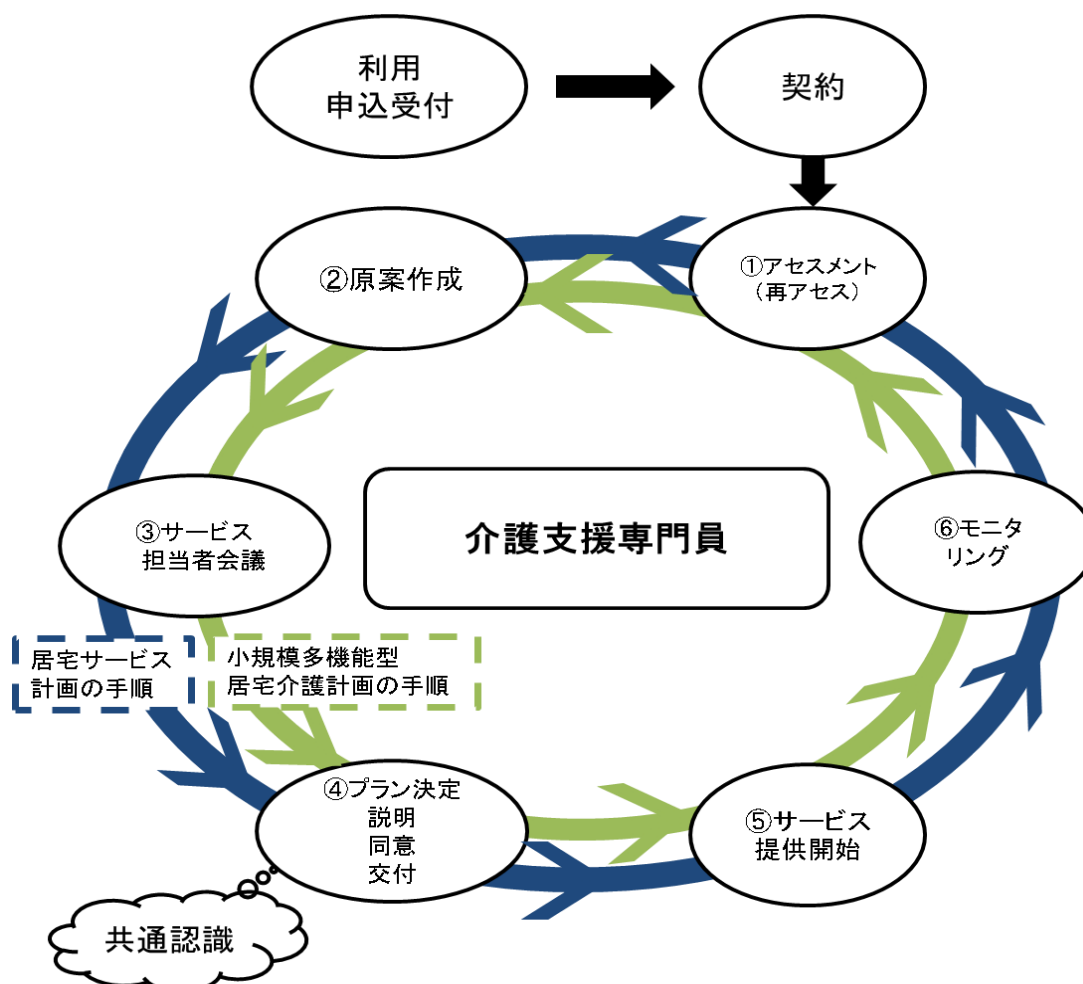 利用
申込受付
契約
①アセスメント
（再アセス）
②原案作成
③サービス
担当者会議
介護支援専門員
⑥モニタ
リング
居宅サービス
計画の手順
小規模多機能型
居宅介護計画の手順
④プラン決定
説明
同意
交付
⑤サービス
提供開始
共通認識